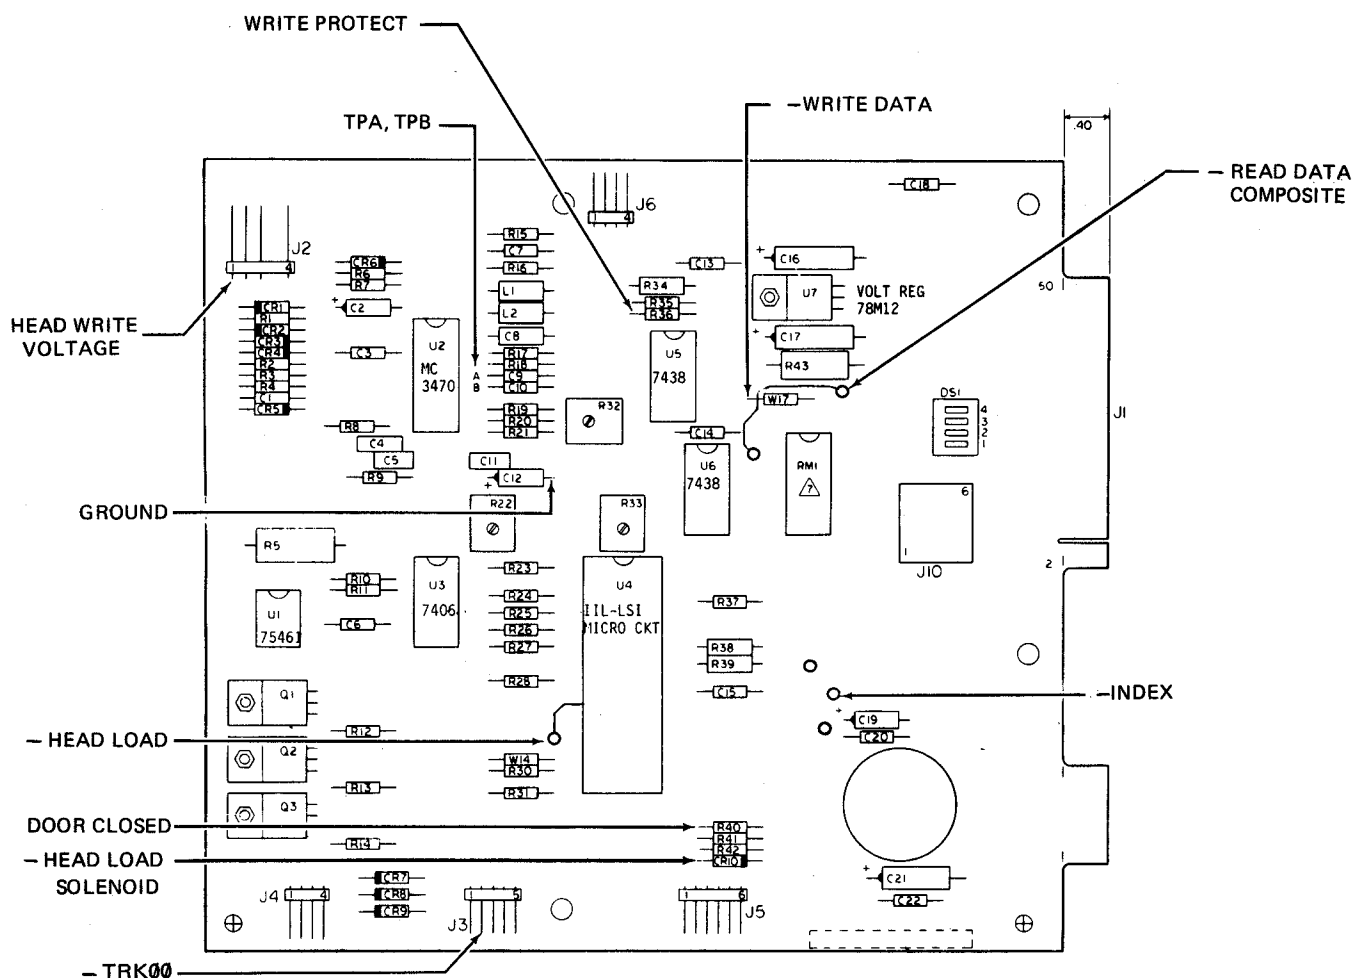 WRITE PROTECT
TPA, TPB
– WRITE DATA
.40
– READ DATA
COMPOSITE
C18
J6
1 4
J2
1 4
R15
C7
R16
CR6
R6
R7
C13
+
C16
R34
R35
R36
L1
L2
U7
VOLT REG
78M12
50
HEAD WRITE
VOLTAGE
CR1
R1
CR2
CR3
CR4
R2
R3
R4
C1
CR5
+
C2
C3
U2
MC
3470
C8
R17
R18
C9
C10
A
B
U5
7438
+
C17
R43
W17
DS1
4
3
2
1
J1
R19
R20
R21
R32
R8
C4
C5
R9
C11
+
C12
C14
U6
7438
RM1
7
GROUND
R22
R33
6
1
J10
2
R5
U1
75461
R10
R11
C6
U3
7406
R23
R24
R25
R26
R27
R28
U4
IIL-LSI
MICRO CKT
R37
R38
R39
C15
– INDEX
+
C19
C20
Q1
R12
– HEAD LOAD
Q2
W14
R30
R31
R13
Q3
DOOR CLOSED
R40
R41
R42
CR10
R14
– HEAD LOAD
SOLENOID
1
CR7
CR8
CR9
J4
1 4
J3
1 5
1 6
J5
+
C21
C22
– TRK00